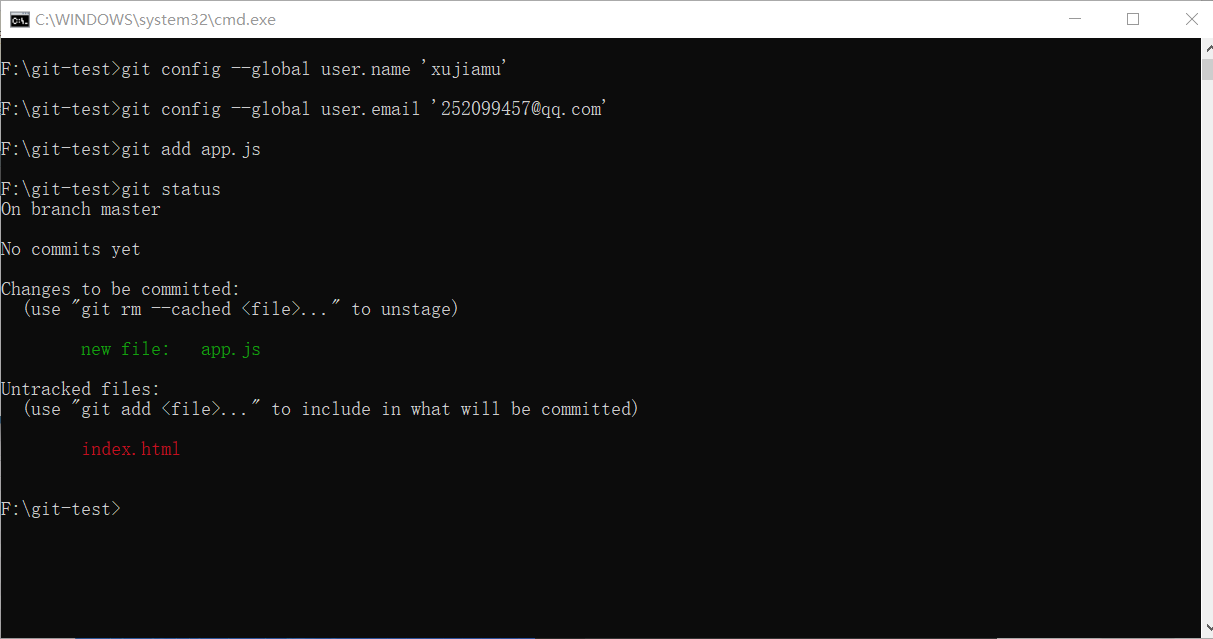 C:\WINDOWS\system32\cmd.exe
F:\git-test>git config --global user.name 'xujiamu'
F:\git-test>git config --global user.email '252099457@qq.com'
F:\git-test>git add app.js
F:\git-test>git status
On branch master
No commits yet
Changes to be committed:
  (use "git rm --cached <file>..." to unstage)
        new file:   app.js
Untracked files:
  (use "git add <file>..." to include in what will be committed)
        index.html
F:\git-test>